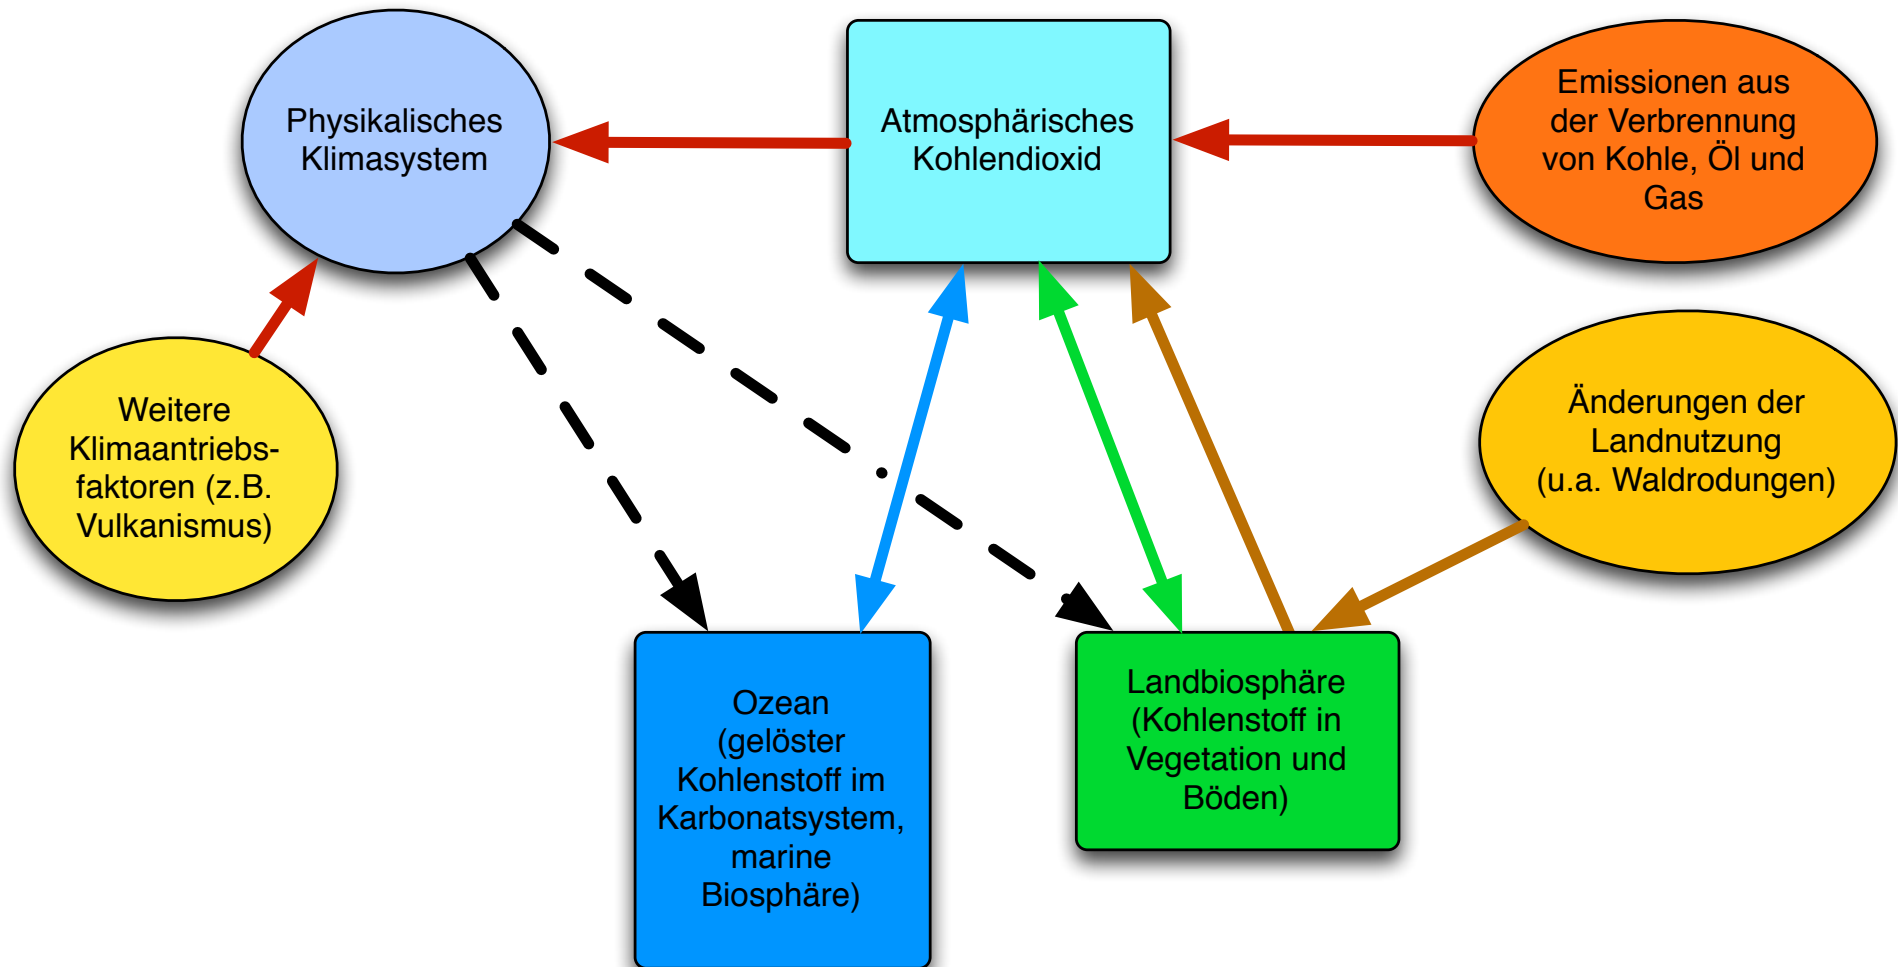 Physikalisches
Klimasystem
Atmosphärisches
Kohlendioxid
Emissionen aus
der Verbrennung
von Kohle, Öl und
Gas
Weitere
Klimaantriebs-
faktoren (z.B.
Vulkanismus)
Änderungen der
Landnutzung
(u.a. Waldrodungen)
Ozean
(gelöster
Kohlenstoff im
Karbonatsystem,
marine
Biosphäre)
Landbiosphäre
(Kohlenstoff in
Vegetation und
Böden)